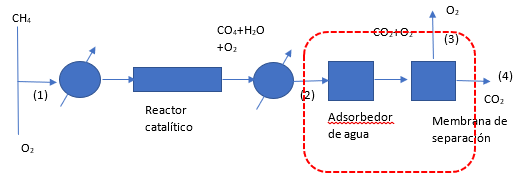 CH₄
O₂
(1)
Reactor
catalítico
CO₄+H₂O
+O₂
(2)
CO₂+O₂
O₂
(3)
(4)
CO₂
Adsorbedor
de agua
Membrana de
separación